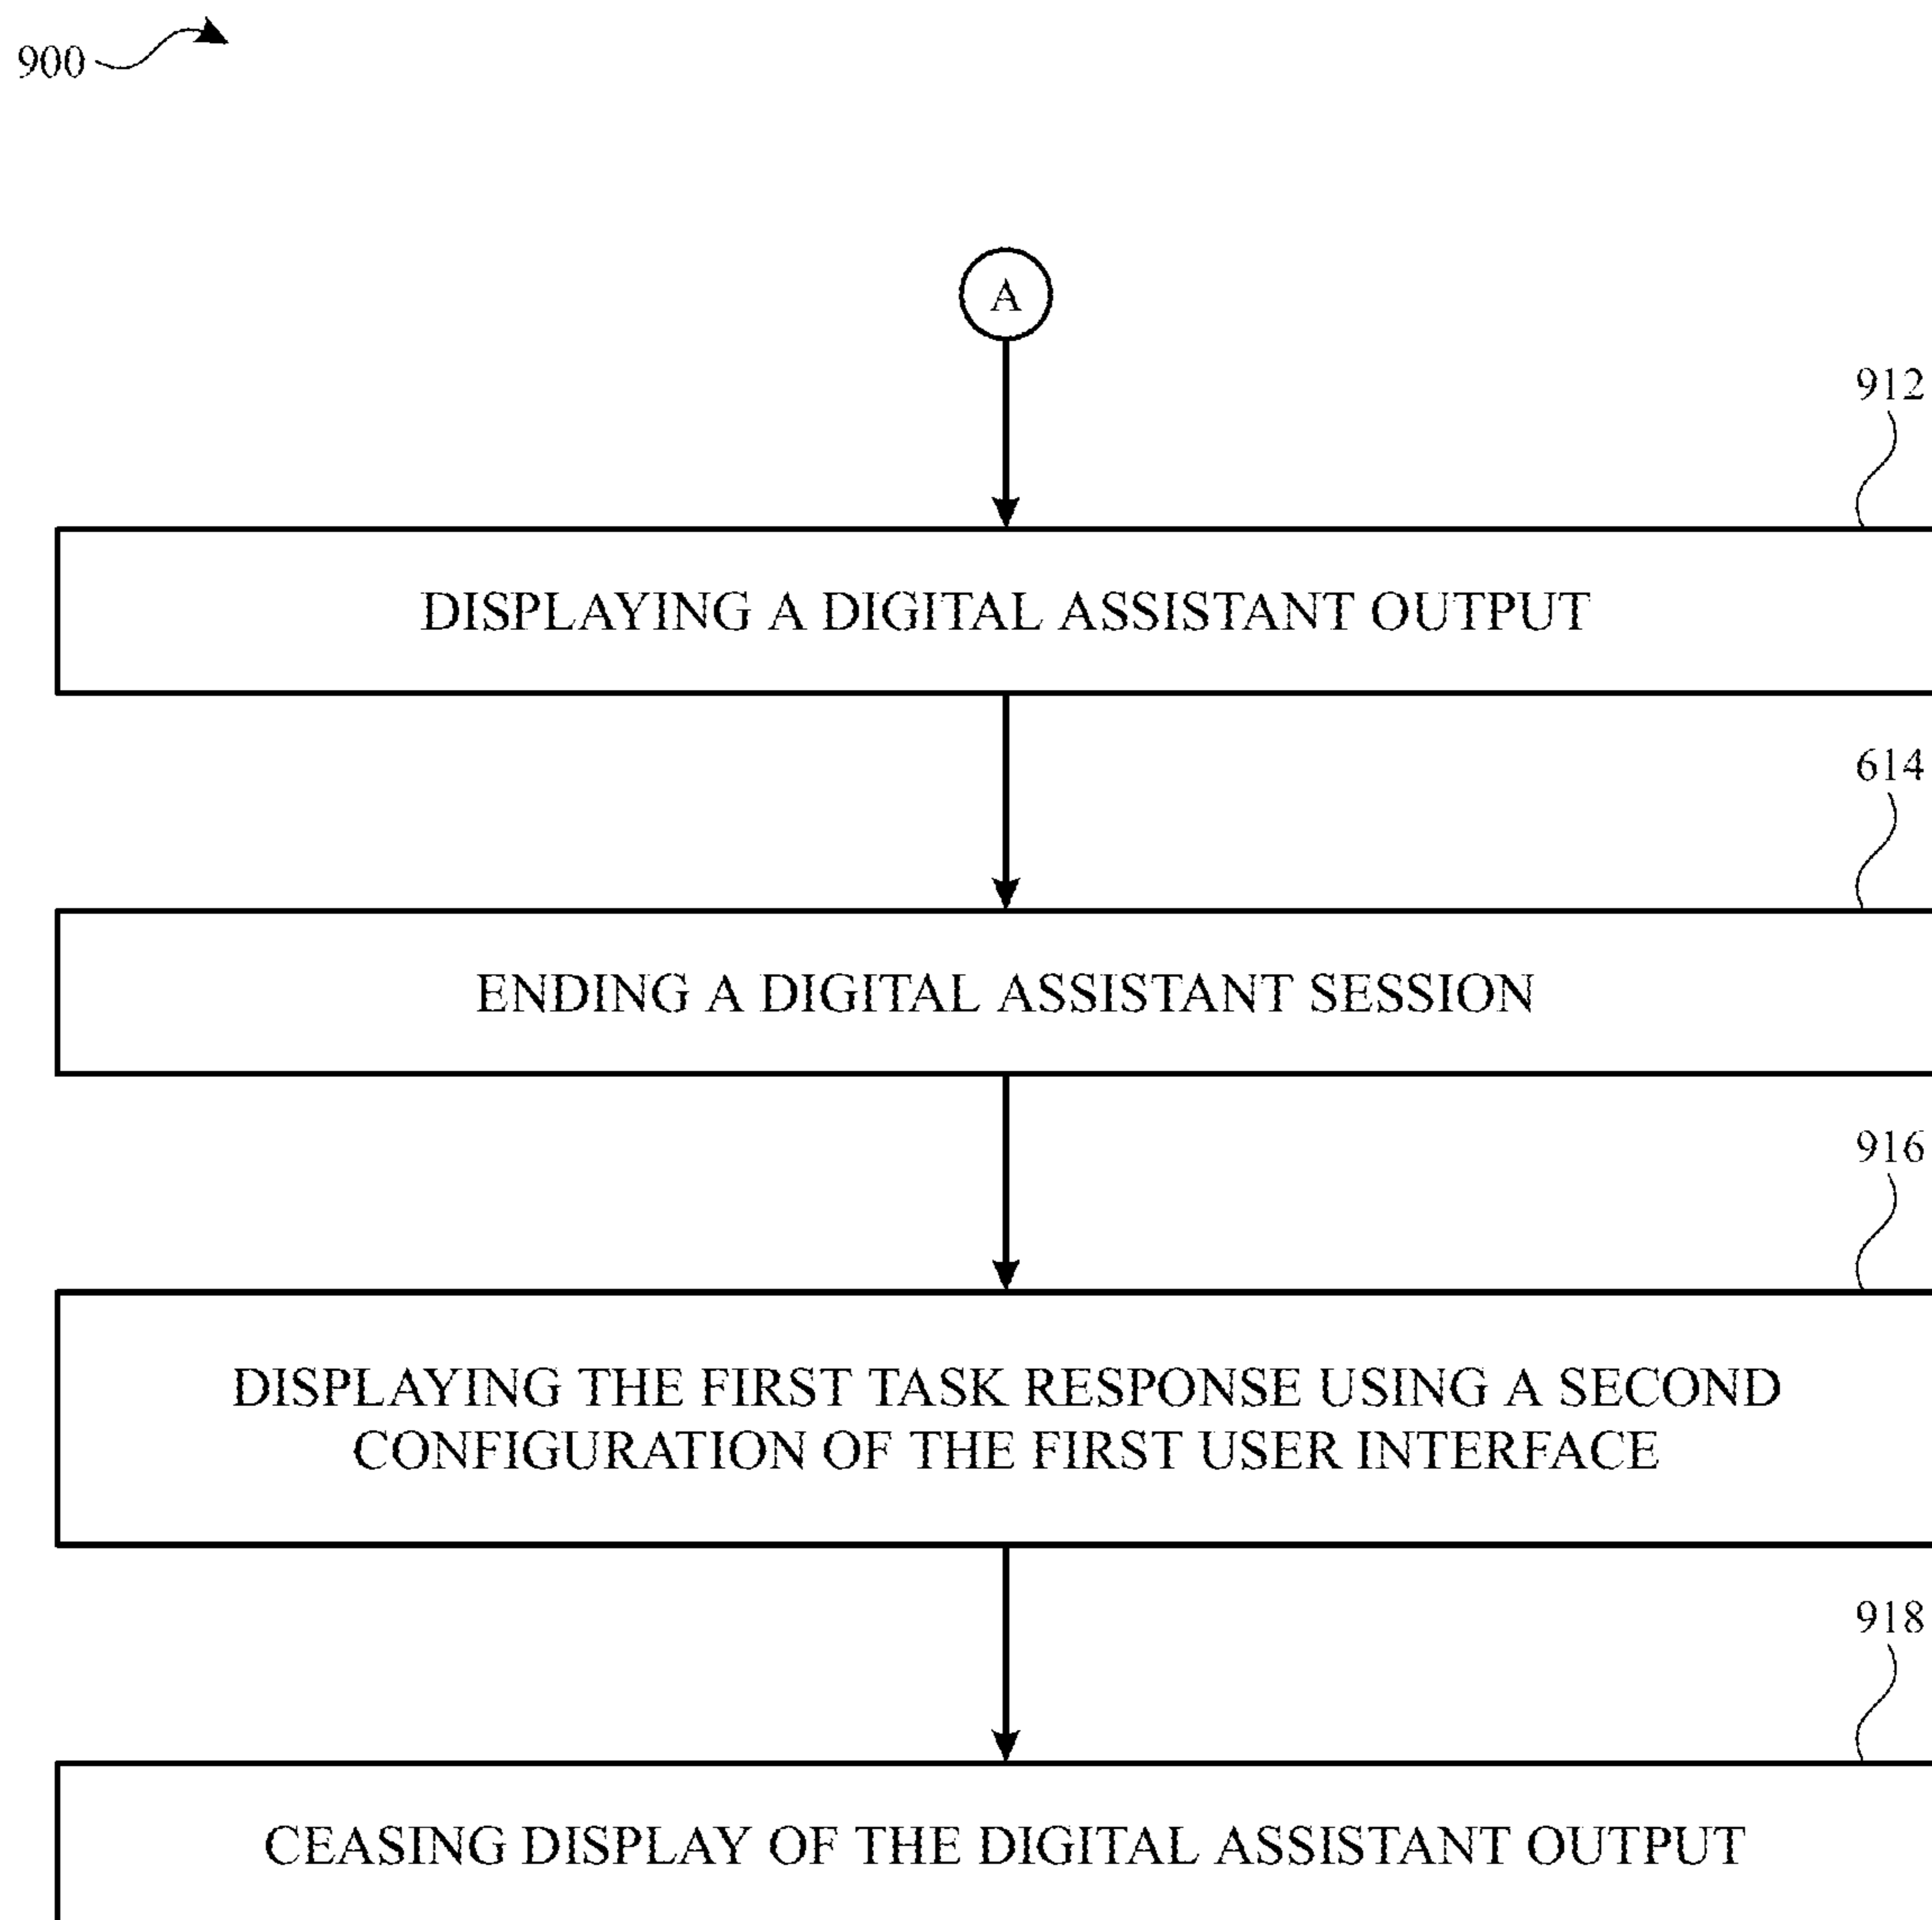 900
A
912
DISPLAYING A DIGITAL ASSISTANT OUTPUT
614
ENDING A DIGITAL ASSISTANT SESSION
916
DISPLAYING THE FIRST TASK RESPONSE USING A SECOND
CONFIGURATION OF THE FIRST USER INTERFACE
918
CEASING DISPLAY OF THE DIGITAL ASSISTANT OUTPUT